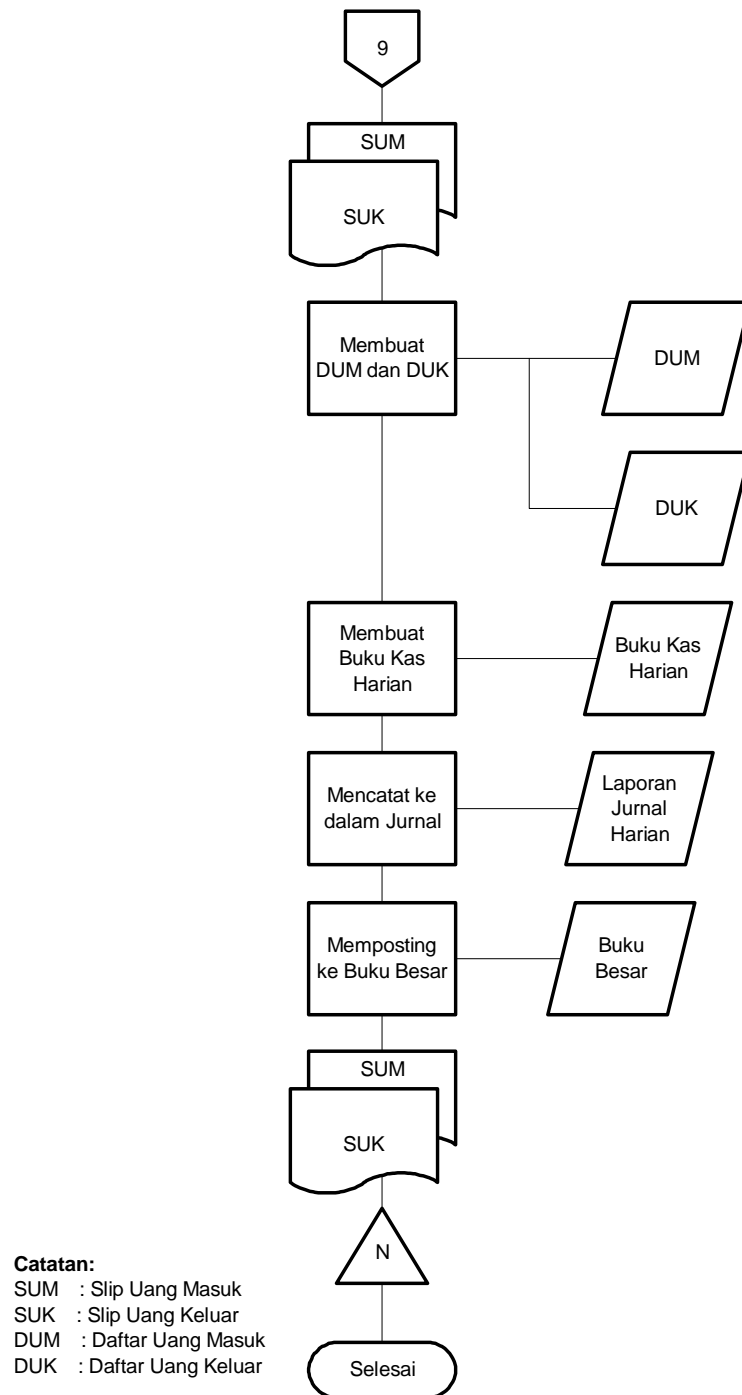 9
SUM
SUK
Membuat
DUM dan DUK
DUM
DUK
Membuat
Buku Kas
Harian
Buku Kas
Harian
Mencatat ke
dalam Jurnal
Laporan
Jurnal
Harian
Memposting
ke Buku Besar
Buku
Besar
SUM
SUK
N
Selesai
Catatan:
SUM : Slip Uang Masuk
SUK : Slip Uang Keluar
DUM : Daftar Uang Masuk
DUK : Daftar Uang Keluar